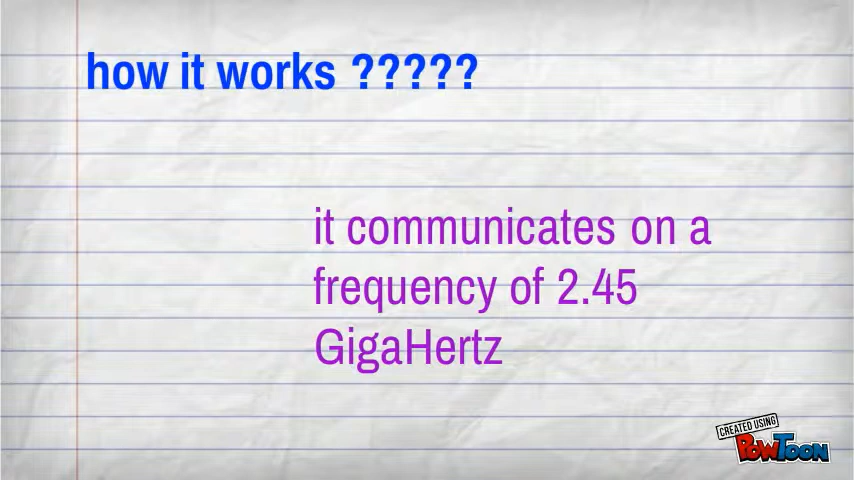 how it works ?????
it communicates on a
frequency of 2.45
GigaHertz
CREATED USING
POWTOON